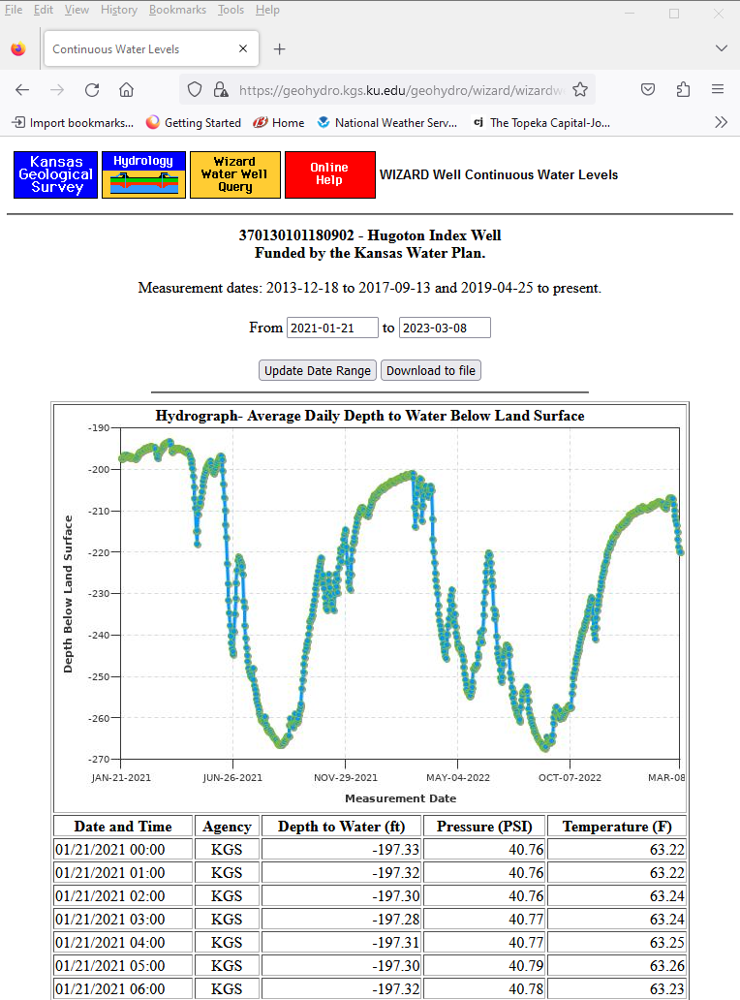 File Edit View History Bookmarks Tools Help
Continuous Water Levels
https://geohydro.kgs.ku.edu/geohydro/wizard/wizardw
Import bookmarks... Getting Started Home National Weather Serv... The Topeka Capital-Jo...
Kansas
Geological
Survey
Hydrology
Wizard
Water Well
Query
Online
Help
WIZARD Well Continuous Water Levels
370130101180902 - Hugoton Index Well
Funded by the Kansas Water Plan.
Measurement dates: 2013-12-18 to 2017-09-13 and 2019-04-25 to present.
From 2021-01-21 to 2023-03-08
Update Date Range Download to file
Hydrograph- Average Daily Depth to Water Below Land Surface
-190
-200
-210
-220
-230
-240
-250
-260
-270
Depth Below Land Surface
JAN-21-2021 JUN-26-2021 NOV-29-2021 MAY-04-2022 OCT-07-2022 MAR-08
Measurement Date
Date and Time Agency Depth to Water (ft) Pressure (PSI) Temperature (F)
01/21/2021 00:00 KGS -197.33 40.76 63.22
01/21/2021 01:00 KGS -197.32 40.76 63.22
01/21/2021 02:00 KGS -197.30 40.76 63.24
01/21/2021 03:00 KGS -197.28 40.77 63.24
01/21/2021 04:00 KGS -197.31 40.77 63.25
01/21/2021 05:00 KGS -197.30 40.79 63.26
01/21/2021 06:00 KGS -197.32 40.78 63.23